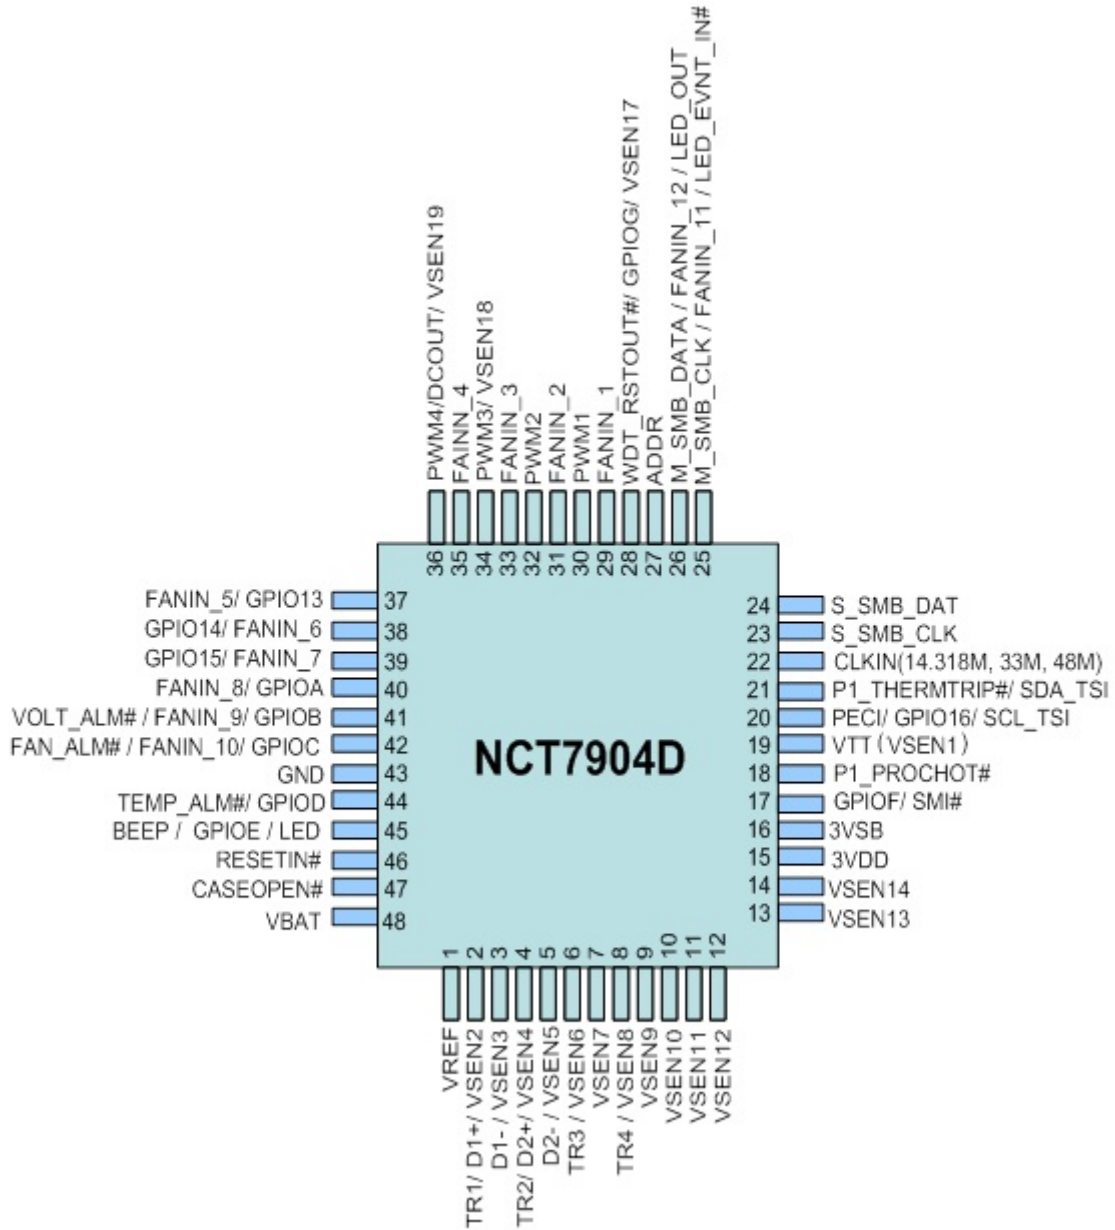 PWM4/DCOUT/ VSEN19
FAINN_4
PWM3/ VSEN18
FANIN_3
PWM2
FANIN_2
PWM1
FANIN_1
WDT_RSTOUT#/ GPIOG/ VSEN17
ADDR
M_SMB_DATA / FANIN_12 / LED_OUT
M_SMB_CLK / FANIN_11 / LED_EVNT_IN#
36 35 34 33 32 31 30 29 28 27 26 25
FANIN_5/ GPIO13 37
GPIO14/ FANIN_6 38
GPIO15/ FANIN_7 39
FANIN_8/ GPIOA 40
VOLT_ALM# / FANIN_9/ GPIOB 41
FAN_ALM# / FANIN_10/ GPIOC 42
GND 43
TEMP_ALM#/ GPIOD 44
BEEP / GPIOE / LED 45
RESETIN# 46
CASEOPEN# 47
VBAT 48
NCT7904D
24 S_SMB_DAT
23 S_SMB_CLK
22 CLKIN(14.318M, 33M, 48M)
21 P1_THERMTRIP#/ SDA_TSI
20 PECI/ GPIO16/ SCL_TSI
19 VTT (VSEN1)
18 P1_PROCHOT#
17 GPIOF/ SMI#
16 3VSB
15 3VDD
14 VSEN14
13 VSEN13
1 2 3 4 5 6 7 8 9 10 11 12
VREF
TR1/ D1+/ VSEN2
D1- / VSEN3
TR2/ D2+/ VSEN4
D2- / VSEN5
TR3 / VSEN6
VSEN7
TR4 / VSEN8
VSEN9
VSEN10
VSEN11
VSEN12